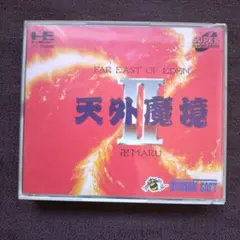 FAR EAST OF EDEN
天外魔境
II
卍MARU
HUDSON SOFT